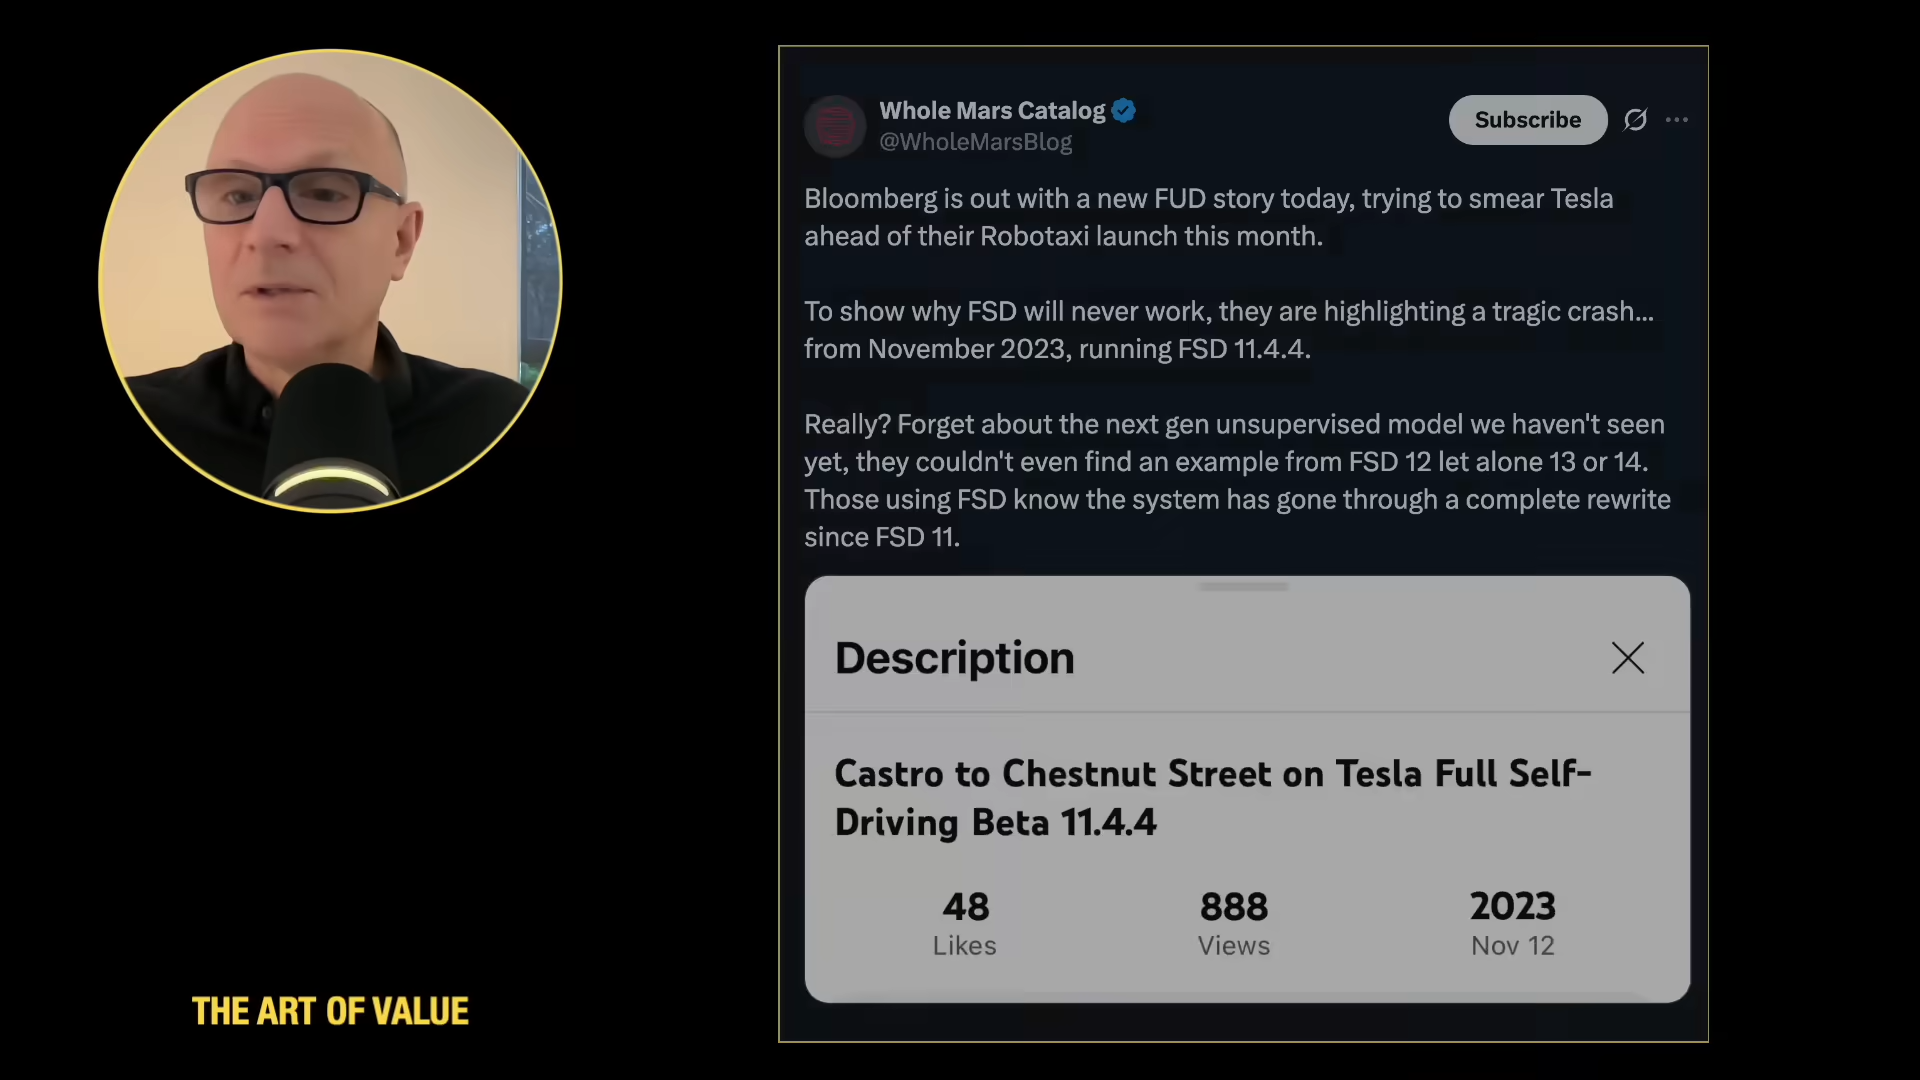 Whole Mars Catalog
@WholeMarsBlog
Subscribe
Bloomberg is out with a new FUD story today, trying to smear Tesla
ahead of their Robotaxi launch this month.
To show why FSD will never work, they are highlighting a tragic crash...
from November 2023, running FSD 11.4.4.
Really? Forget about the next gen unsupervised model we haven't seen
yet, they couldn't even find an example from FSD 12 let alone 13 or 14.
Those using FSD know the system has gone through a complete rewrite
since FSD 11.
Description
Castro to Chestnut Street on Tesla Full Self-
Driving Beta 11.4.4
48 888 2023
Likes Views Nov 12
THE ART OF VALUE